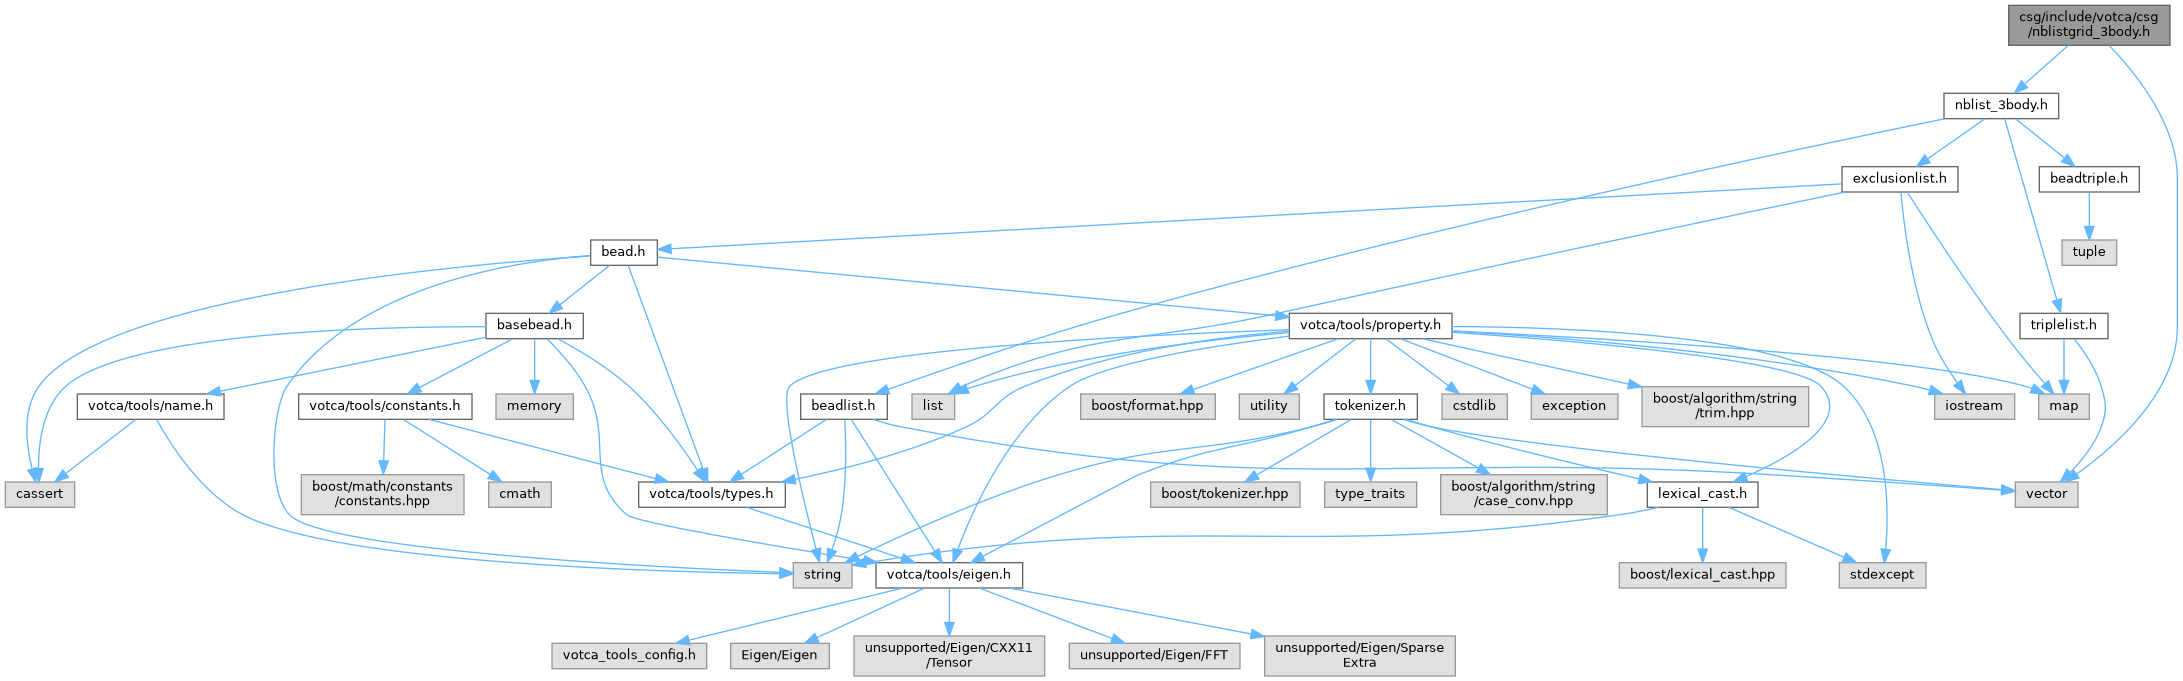 csg/include/votca/csg
/nblistgrid_3body.h
nblist_3body.h
exclusionlist.h
beadtriple.h
bead.h
tuple
basebead.h
votca/tools/property.h
triplelist.h
votca/tools/name.h
votca/tools/constants.h
memory
beadlist.h
list
boost/format.hpp
utility
tokenizer.h
cstdlib
exception
boost/algorithm/string
/trim.hpp
iostream
map
cassert
boost/math/constants
/constants.hpp
cmath
votca/tools/types.h
boost/tokenizer.hpp
type_traits
boost/algorithm/string
/case_conv.hpp
lexical_cast.h
vector
string
votca/tools/eigen.h
boost/lexical_cast.hpp
stdexcept
votca_tools_config.h
Eigen/Eigen
unsupported/Eigen/CXX11
/Tensor
unsupported/Eigen/FFT
unsupported/Eigen/Sparse
Extra